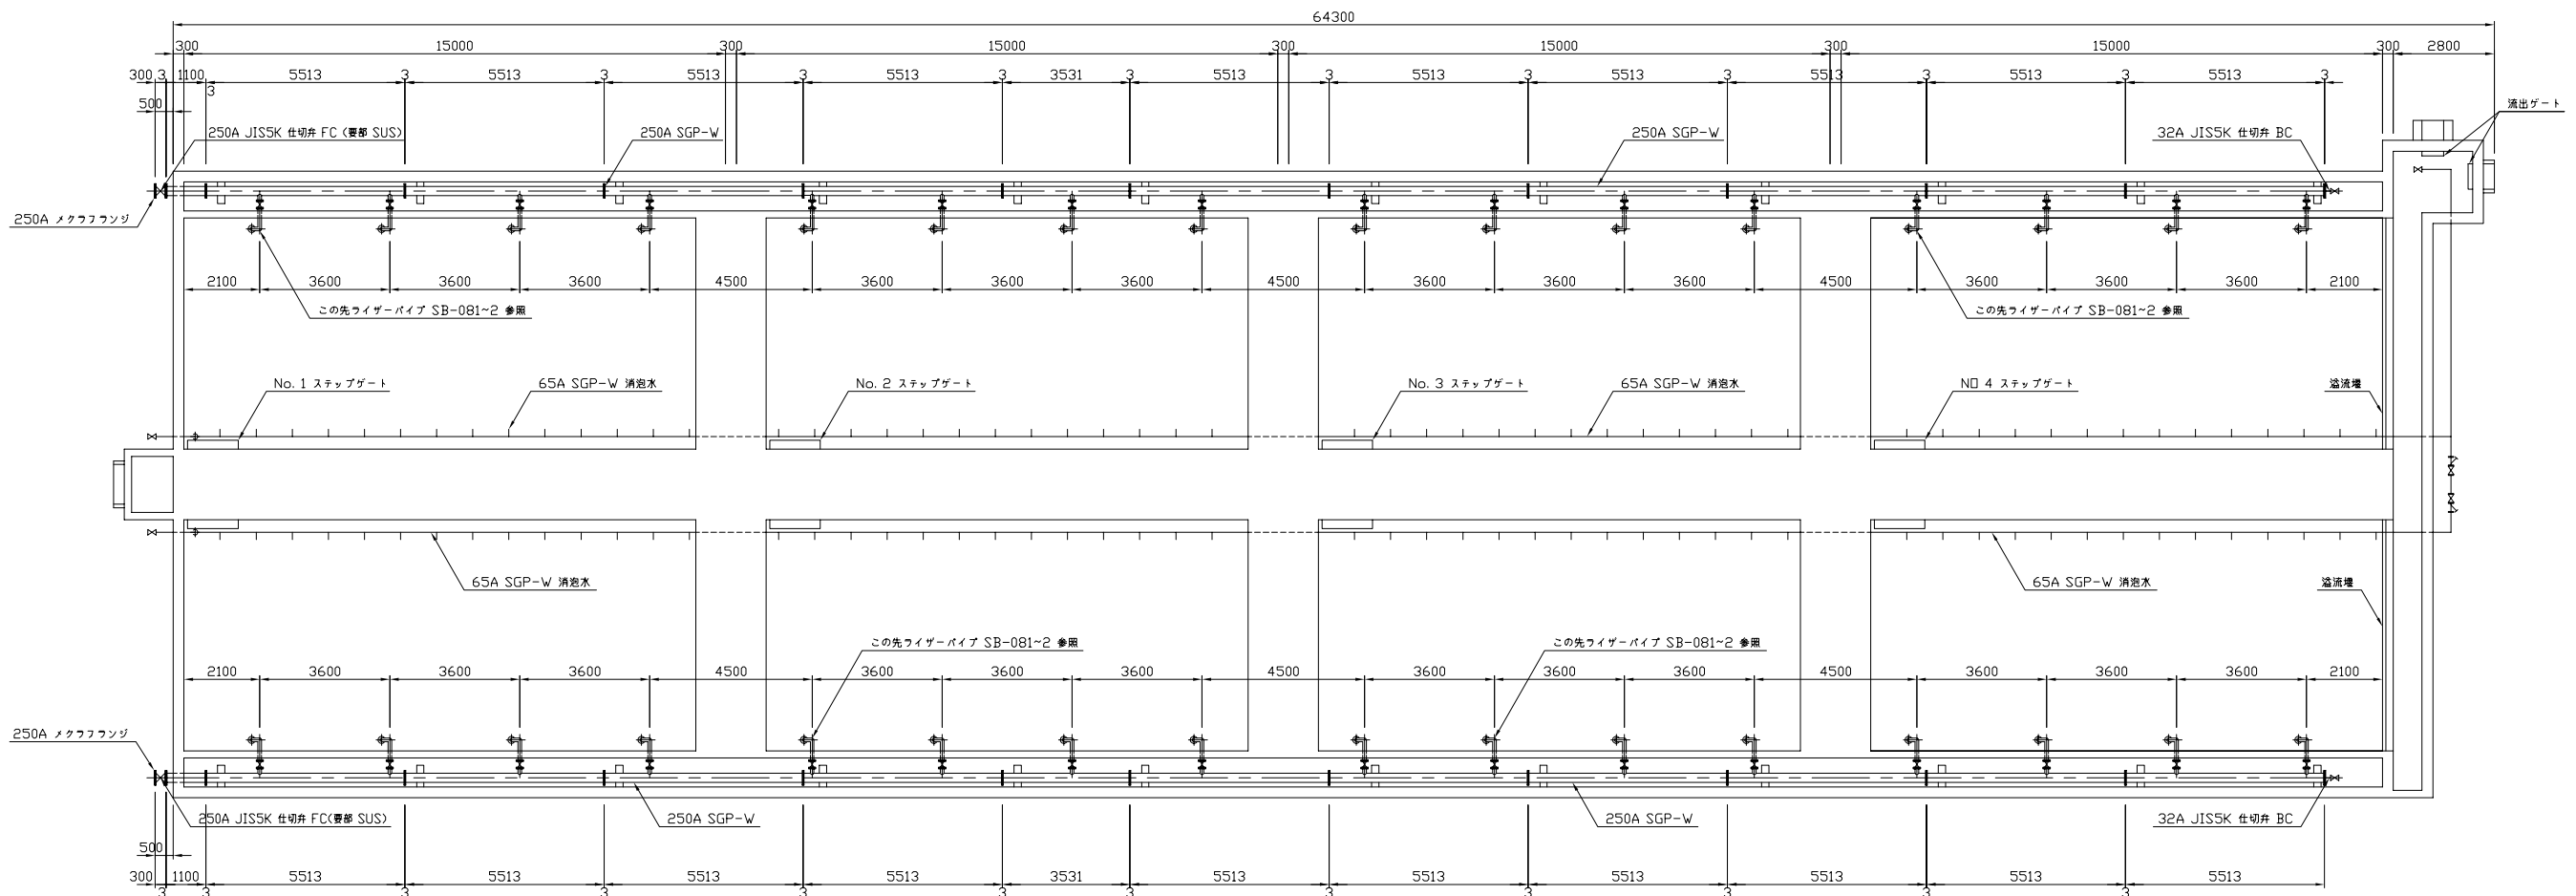 64300
300 15000 300 15000 300 15000 300 15000 300 2800
300 3 1100 5513 3 5513 3 5513 3 5513 3 3531 3 5513 3 5513 3 5513 3 5513 3 5513 3 5513 3
3
500
流出ゲート
250A JIS5K 仕切弁 FC (要部 SUS)
250A SGP-W
250A SGP-W
32A JIS5K 仕切弁 BC
250A メクラフランジ
2100 3600 3600 3600 4500 3600 3600 3600 4500 3600 3600 3600 4500 3600 3600 3600 2100
この先ライザーパイプ SB-081~2 参照
この先ライザーパイプ SB-081~2 参照
No. 1 ステップゲート
65A SGP-W 消泡水
No. 2 ステップゲート
No. 3 ステップゲート
65A SGP-W 消泡水
NO 4 ステップゲート
溢流堰
65A SGP-W 消泡水
65A SGP-W 消泡水
溢流堰
この先ライザーパイプ SB-081~2 参照
この先ライザーパイプ SB-081~2 参照
2100 3600 3600 3600 4500 3600 3600 3600 4500 3600 3600 3600 4500 3600 3600 3600 2100
250A メクラフランジ
250A JIS5K 仕切弁 FC(要部 SUS)
250A SGP-W
250A SGP-W
32A JIS5K 仕切弁 BC
500
300 1100 5513 5513 5513 5513 3531 5513 5513 5513 5513 5513 5513
3 3 3 3 3 3 3 3 3 3 3 3